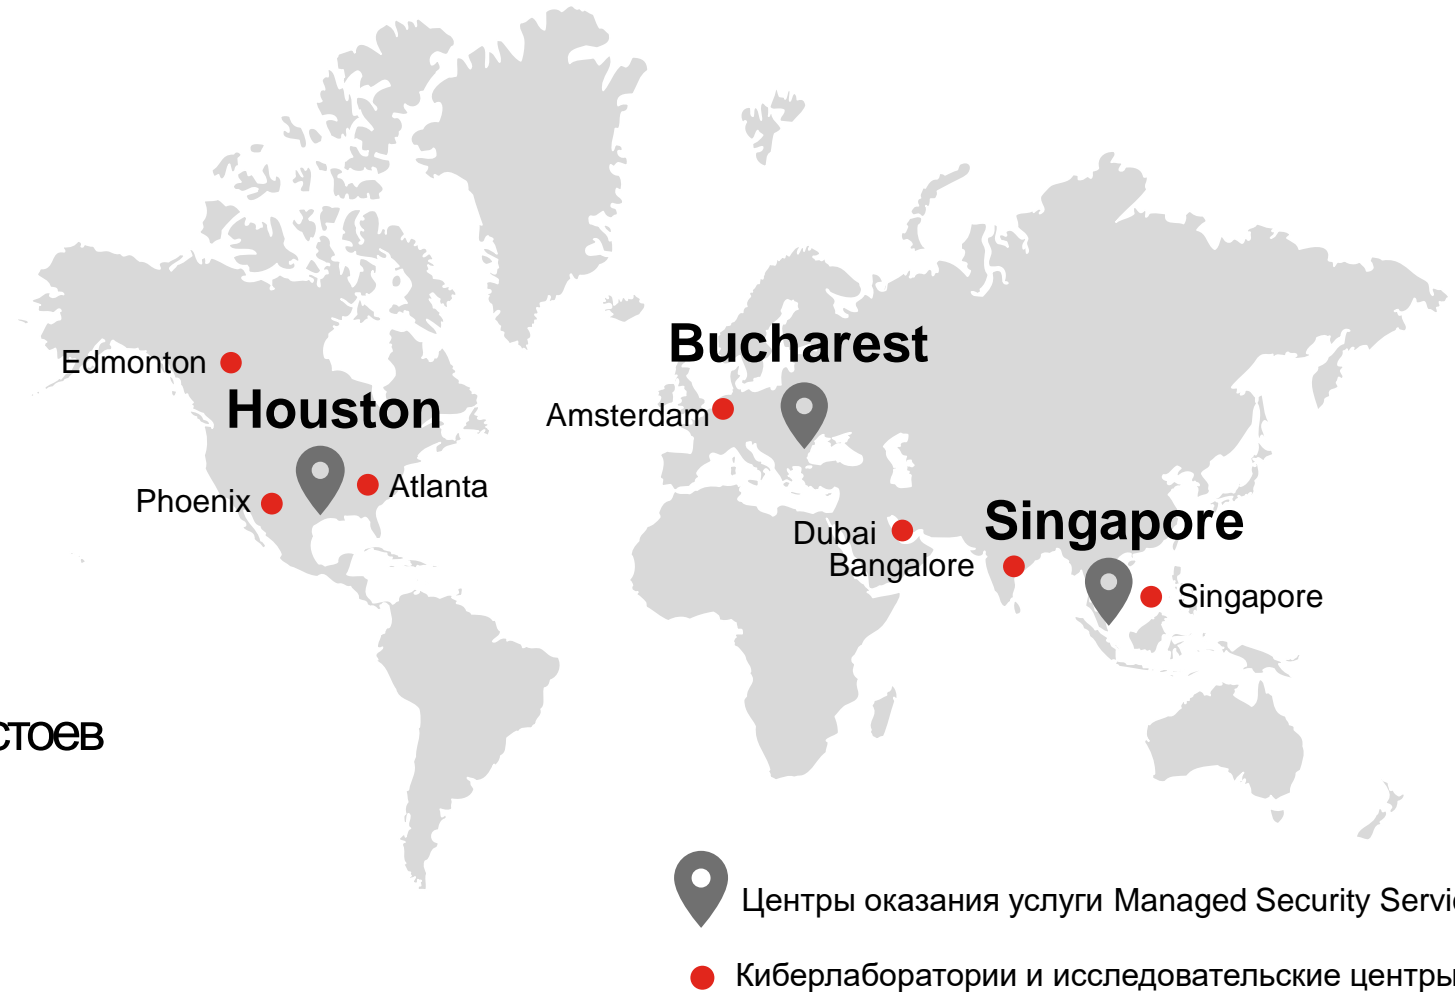 Bucharest
Edmonton
Houston
Amsterdam
Atlanta
Phoenix
Singapore
Dubai
Bangalore
Singapore
стоев
Центры оказания услуги Managed Security Servi
Киберлаборатории и исследовательские центры